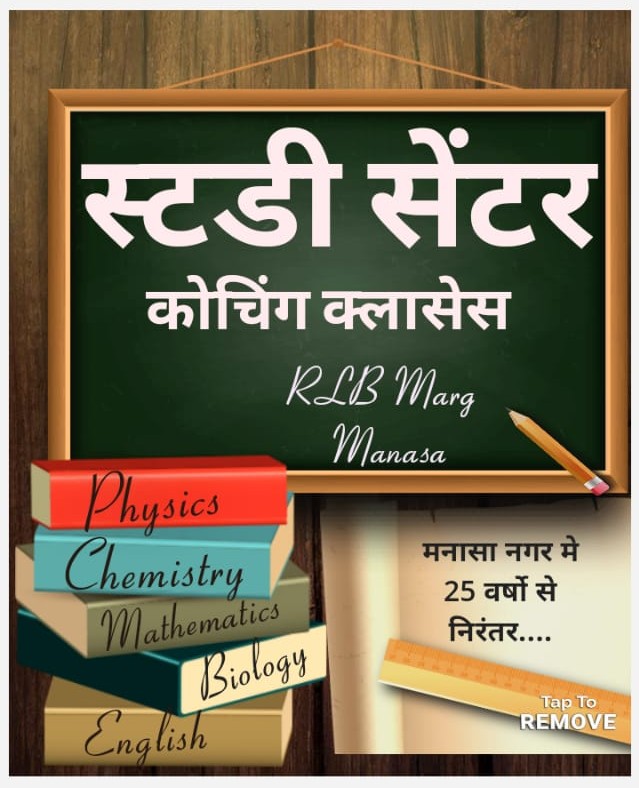 स्टडी सेंटर
कोचिंग क्लासेस
RLB Marg
Manasa
Physics
Chemistry
Mathematics
Biology
English
मनासा नगर मे
25 वर्षो से
निरंतर....
Tap To
REMOVE